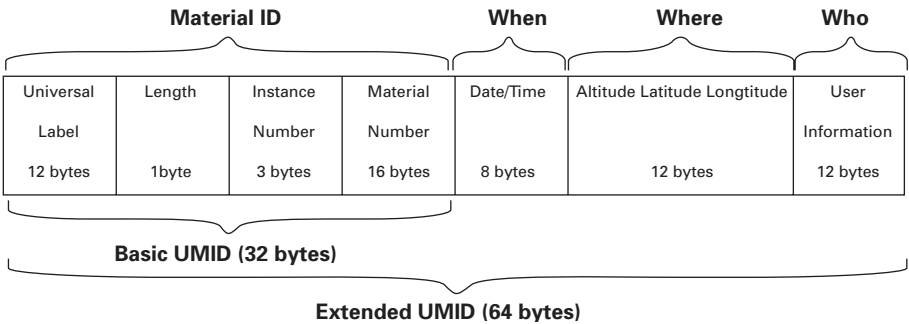 Material ID When Where Who
Universal Length Instance Material Date/Time Altitude Latitude Longtitude User
Label Number Number Information
12 bytes 1byte 3 bytes 16 bytes 8 bytes 12 bytes 12 bytes
Basic UMID (32 bytes)
Extended UMID (64 bytes)